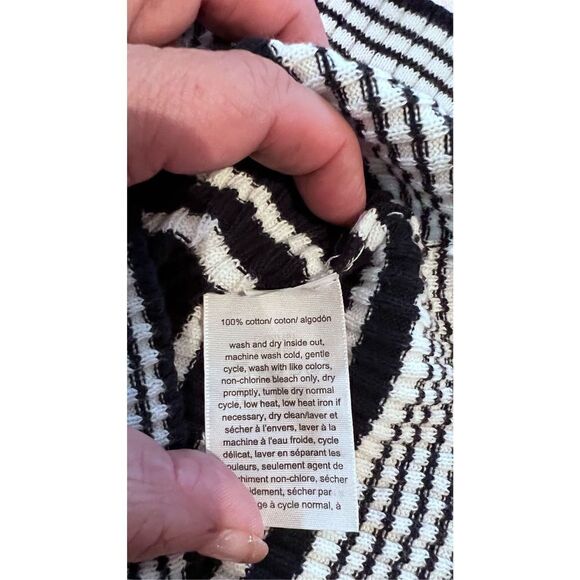 100% cotton/ coton/ algodón
wash and dry inside out,
machine wash cold, gentle
cycle, wash with like colors,
non-chlorine bleach only, dry
promptly, tumble dry normal
cycle, low heat, low heat iron if
necessary, dry clean/laver et
sécher à l'envers, laver à la
machine à l'eau froide, cycle
délicat, laver en séparant les
seulement agent de
non-chlore, sécher
sécher par
à cycle normal, à